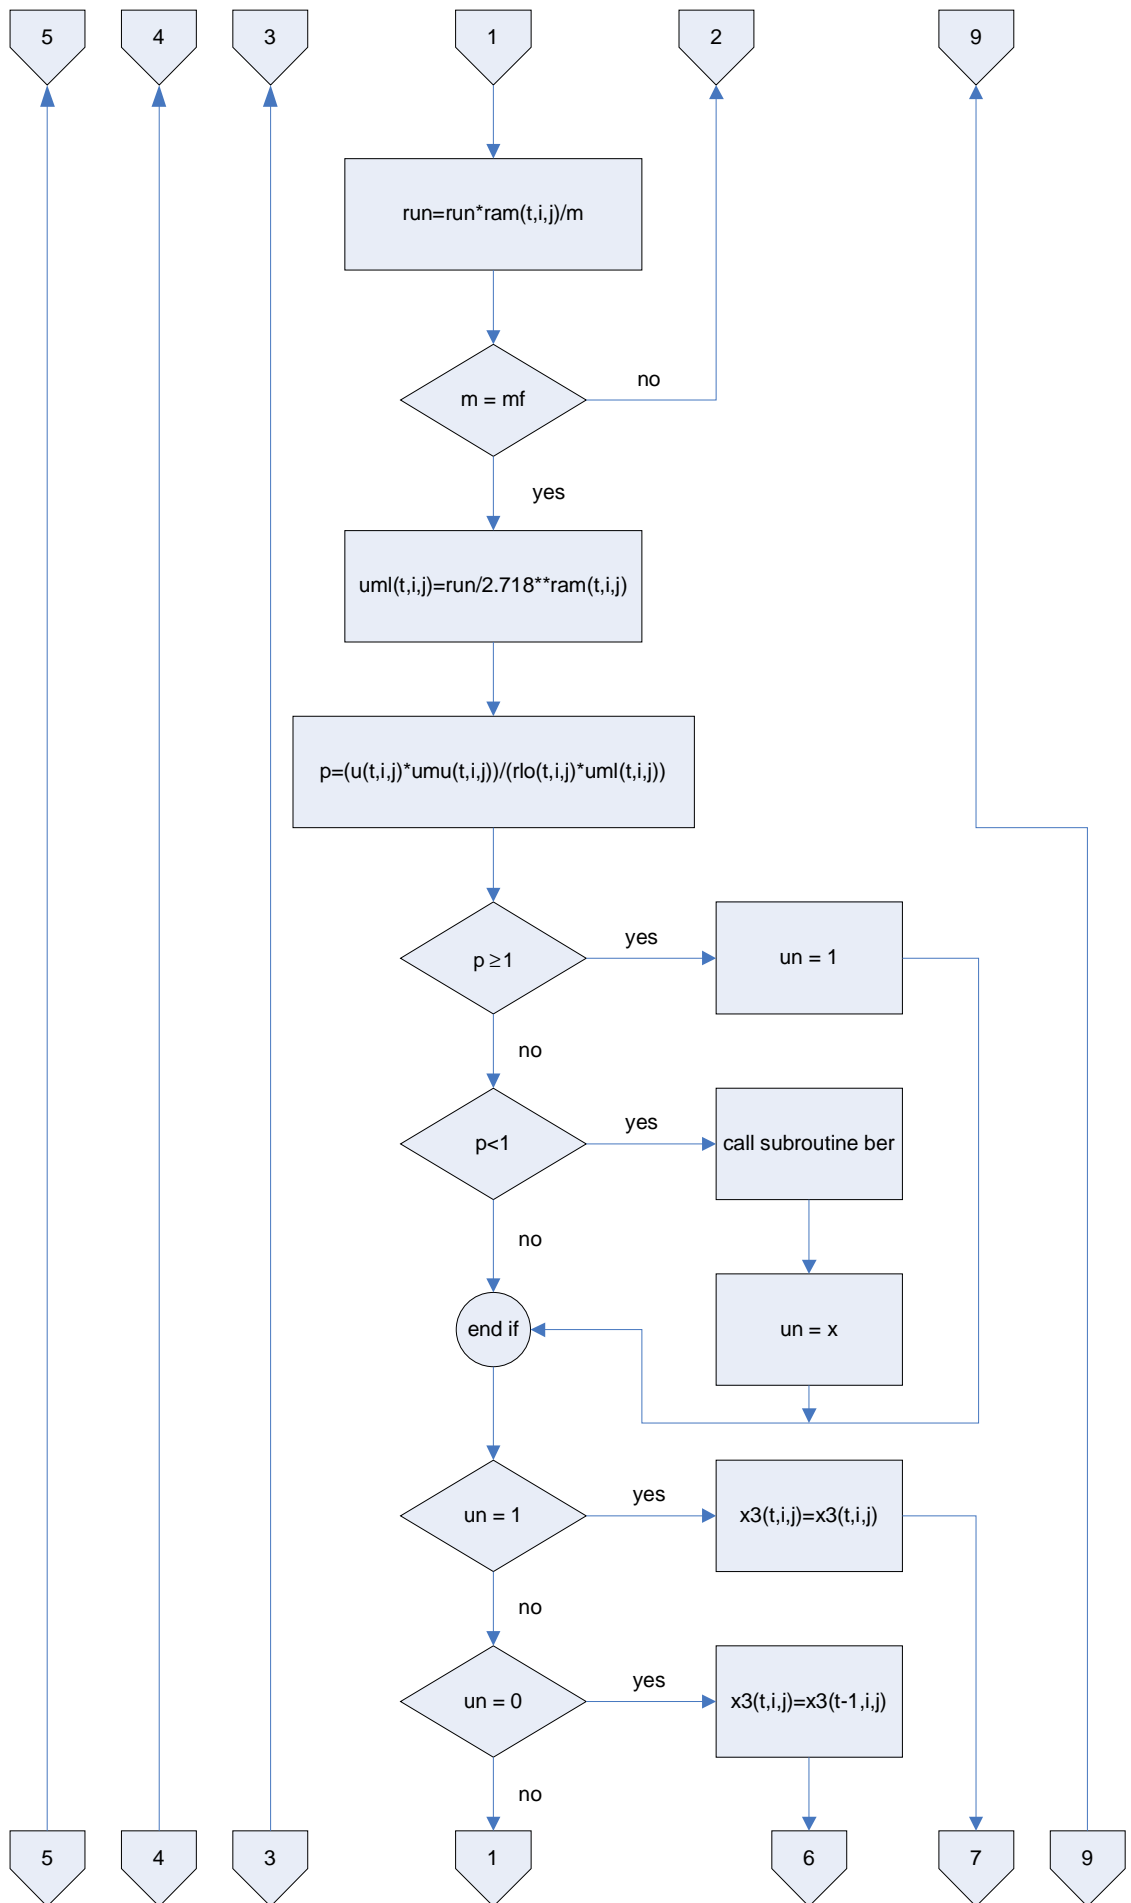 5 4 3 1 2 9
run=run*ram(t,i,j)/m
m = mf
no
yes
uml(t,i,j)=run/2.718**ram(t,i,j)
p=(u(t,i,j)*umu(t,i,j))/(rlo(t,i,j)*uml(t,i,j))
p ≥1
yes
un = 1
no
p<1
yes
call subroutine ber
no
end if
un = x
un = 1
yes
x3(t,i,j)=x3(t,i,j)
no
un = 0
yes
x3(t,i,j)=x3(t-1,i,j)
no
5 4 3 1 6 7 9